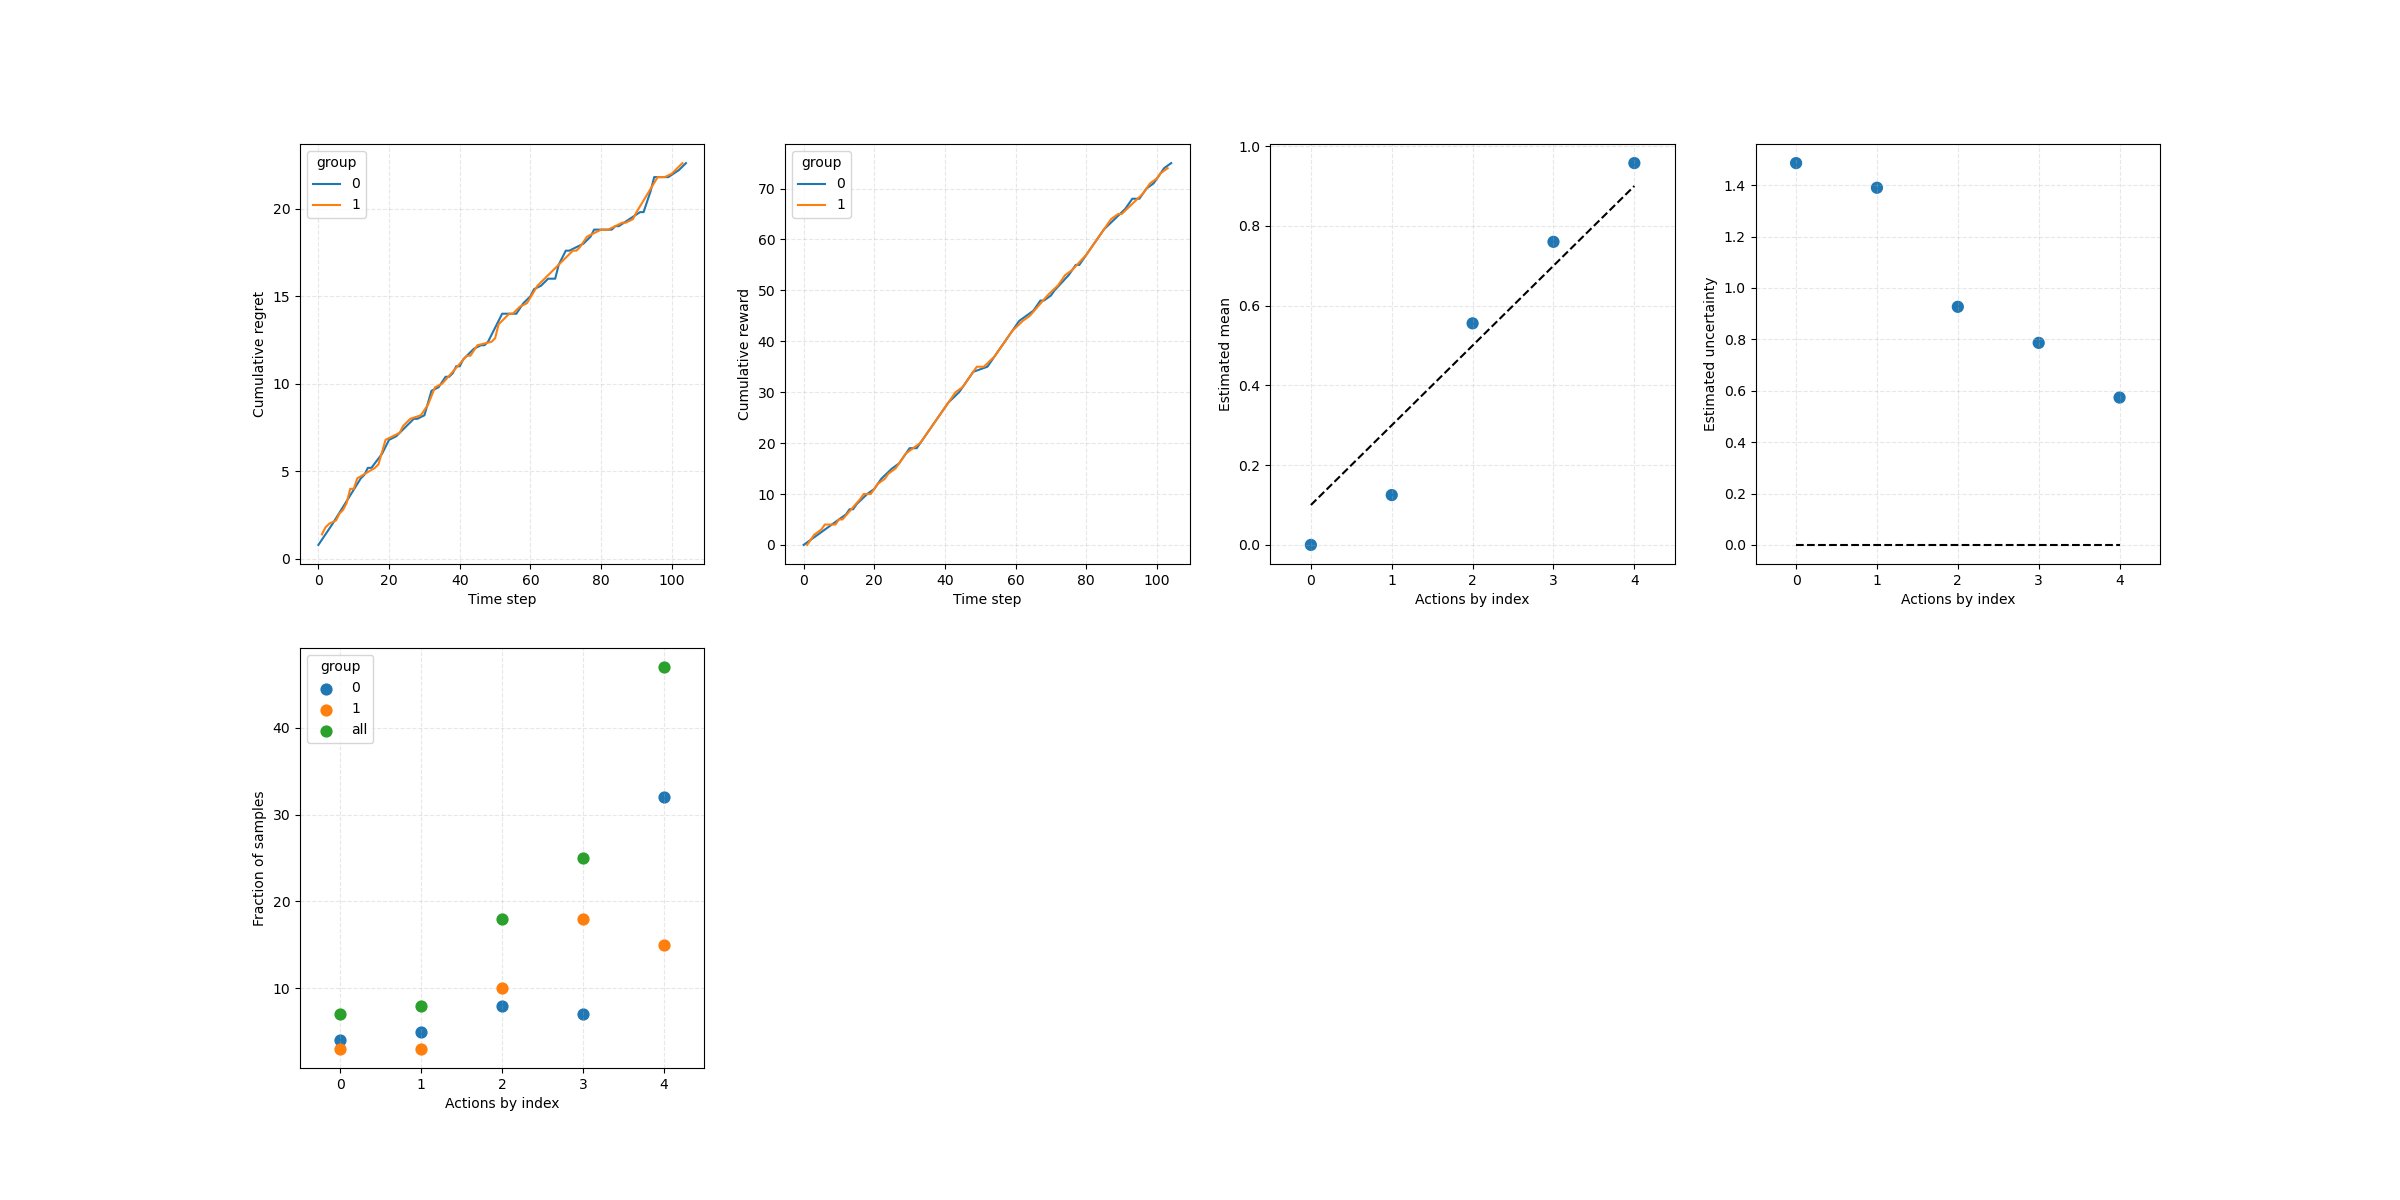 group
0
1
Cumulative regret
20
15
10
5
0
0 20 40 60 80 100
Time step
group
0
1
Cumulative reward
70
60
50
40
30
20
10
0
0 20 40 60 80 100
Time step
Estimated mean
1.0
0.8
0.6
0.4
0.2
0.0
0 1 2 3 4
Actions by index
Estimated uncertainty
1.4
1.2
1.0
0.8
0.6
0.4
0.2
0.0
0 1 2 3 4
Actions by index
group
0
1
all
Fraction of samples
40
30
20
10
0 1 2 3 4
Actions by index